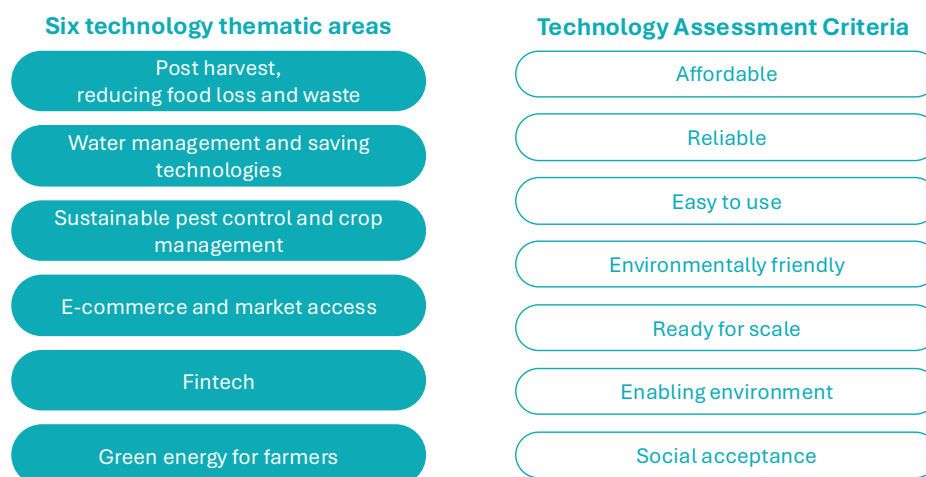 Six technology thematic areas
Post harvest,
reducing food loss and waste
Water management and saving
technologies
Sustainable pest control and crop
management
E-commerce and market access
Fintech
Green energy for farmers
Technology Assessment Criteria
Affordable
Reliable
Easy to use
Environmentally friendly
Ready for scale
Enabling environment
Social acceptance